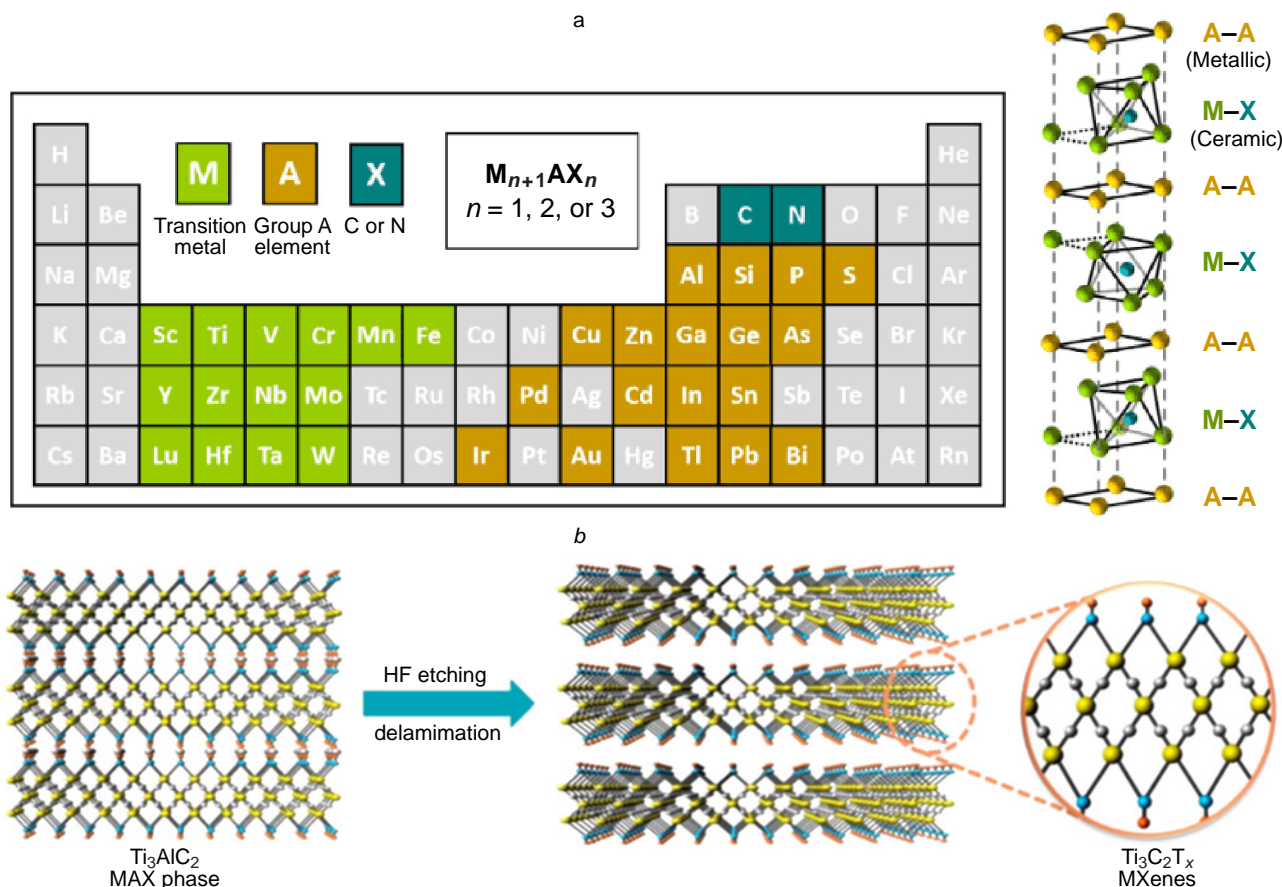 a
H
He
M
A
X
Transition
metal
Group A
element
C or N
Mn+1AXn
n = 1, 2, or 3
Li Be B C N O F Ne
Na Mg Al Si P S Cl Ar
K Ca Sc Ti V Cr Mn Fe Co Ni Cu Zn Ga Ge As Se Br Kr
Rb Sr Y Zr Nb Mo Tc Ru Rh Pd Ag Cd In Sn Sb Te I Xe
Cs Ba Lu Hf Ta W Re Os Ir Pt Au Hg Tl Pb Bi Po At Rn
A–A
(Metallic)
M–X
(Ceramic)
A–A
M–X
A–A
M–X
A–A
b
HF etching
delamimation
Ti3AlC2
MAX phase
Ti3C2Tx
MXenes